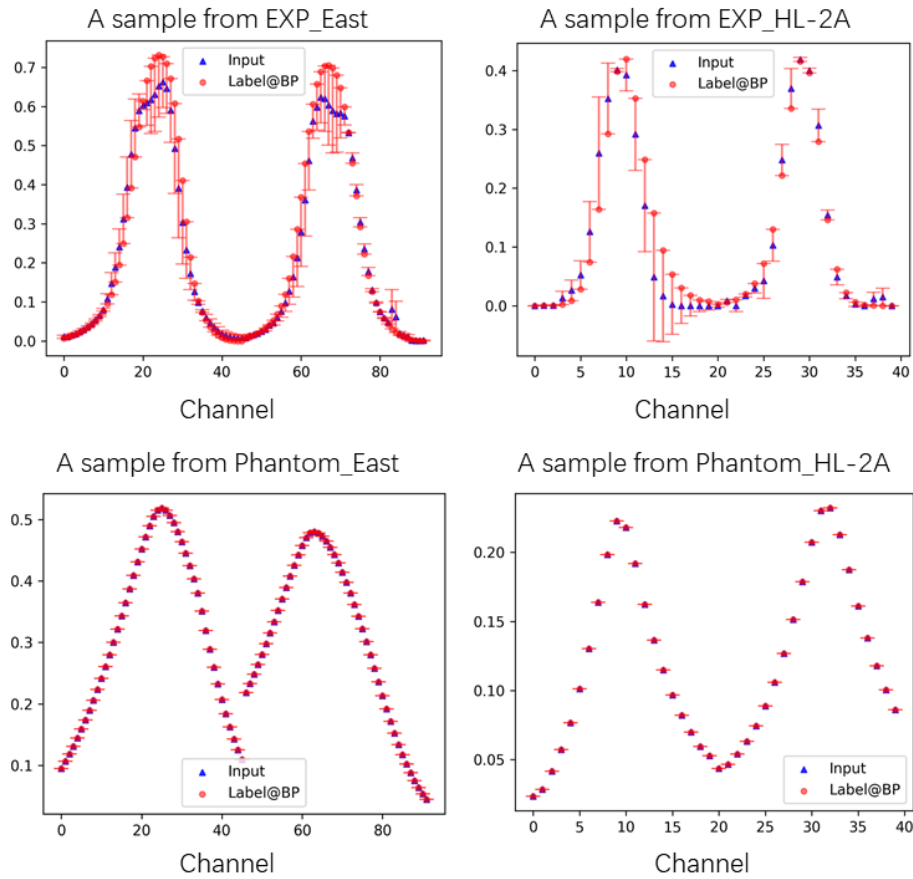 A sample from EXP_East
0.7
0.6
0.5
0.4
0.3
0.2
0.1
0.0
Input
Label@BP
0 20 40 60 80
Channel
A sample from EXP_HL-2A
0.4
0.3
0.2
0.1
0.0
Input
Label@BP
0 5 10 15 20 25 30 35 40
Channel
A sample from Phantom_East
0.5
0.4
0.3
0.2
0.1
Input
Label@BP
0 20 40 60 80
Channel
A sample from Phantom_HL-2A
0.20
0.15
0.10
0.05
Input
Label@BP
0 5 10 15 20 25 30 35 40
Channel